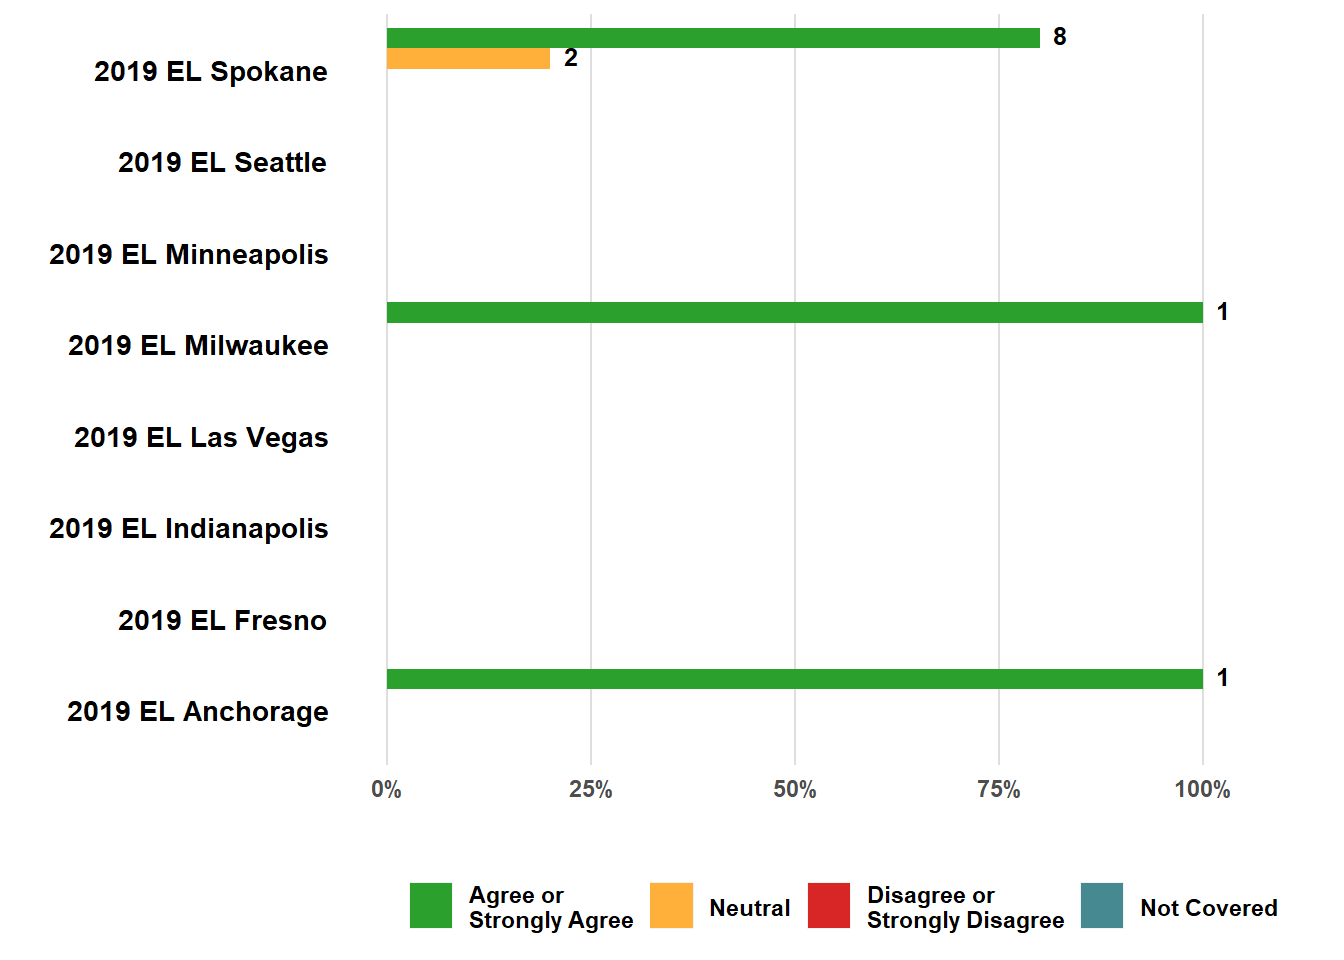 8
2
2019 EL Spokane
2019 EL Seattle
2019 EL Minneapolis
1
2019 EL Milwaukee
2019 EL Las Vegas
2019 EL Indianapolis
2019 EL Fresno
1
2019 EL Anchorage
0% 25% 50% 75% 100%
Agree or
Strongly Agree
Neutral
Disagree or
Strongly Disagree
Not Covered